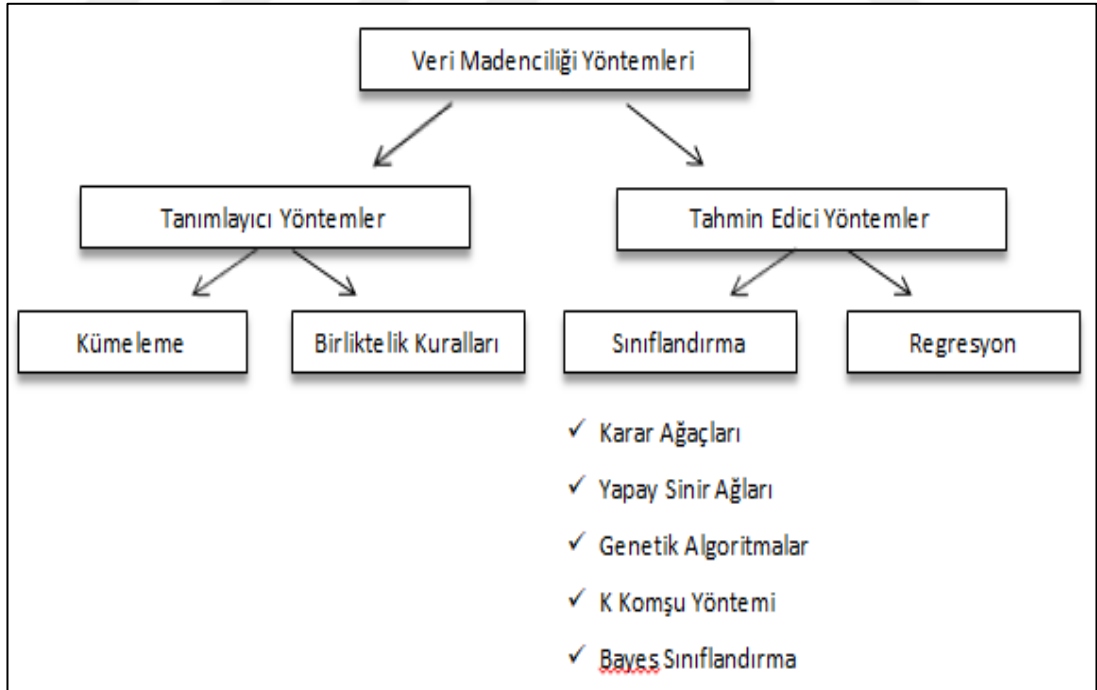 Veri Madenciliği Yöntemleri
Tanımlayıcı Yöntemler
Tahmin Edici Yöntemler
Kümeleme
Birliktelik Kuralları
Sınıflandırma
Regresyon
✓ Karar Ağaçları
✓ Yapay Sinir Ağları
✓ Genetik Algoritmalar
✓ K Komşu Yöntemi
✓ Bayes Sınıflandırma